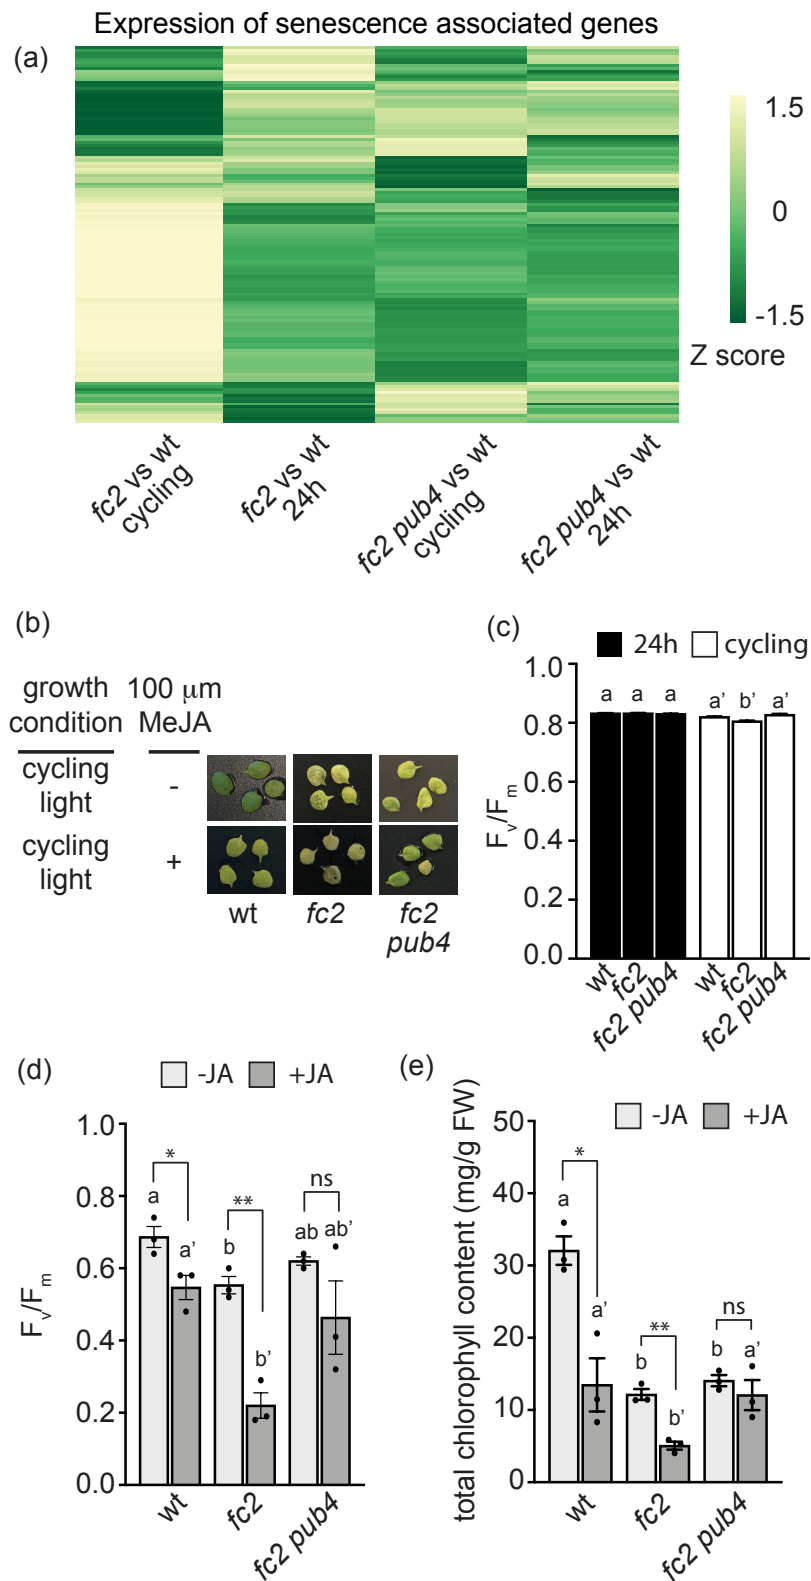 Expression of senescence associated genes
(a)
1.5
0
-1.5
Z score
fc2 vs wt
cycling
fc2 vs wt
24h
fc2 pub4 vs wt
cycling
fc2 pub4 vs wt
24h
(b)
growth
condition
100 μm
MeJA
cycling
light
-
cycling
light
+
wt
fc2
fc2
pub4
(c)
24h
cycling
1.0
0.8
0.6
0.4
0.2
0.0
Fv/Fm
a
a
a
a’
b’
a’
wt
fc2
fc2 pub4
wt
fc2
fc2 pub4
(d)
-JA
+JA
1.0
0.8
0.6
0.4
0.2
0.0
Fv/Fm
*
**
ns
a
a’
b
b’
ab
ab’
wt
fc2
fc2 pub4
(e)
-JA
+JA
50
40
30
20
10
0
total chlorophyll content (mg/g FW)
*
**
ns
a
a’
b
b’
b
a’
wt
fc2
fc2 pub4